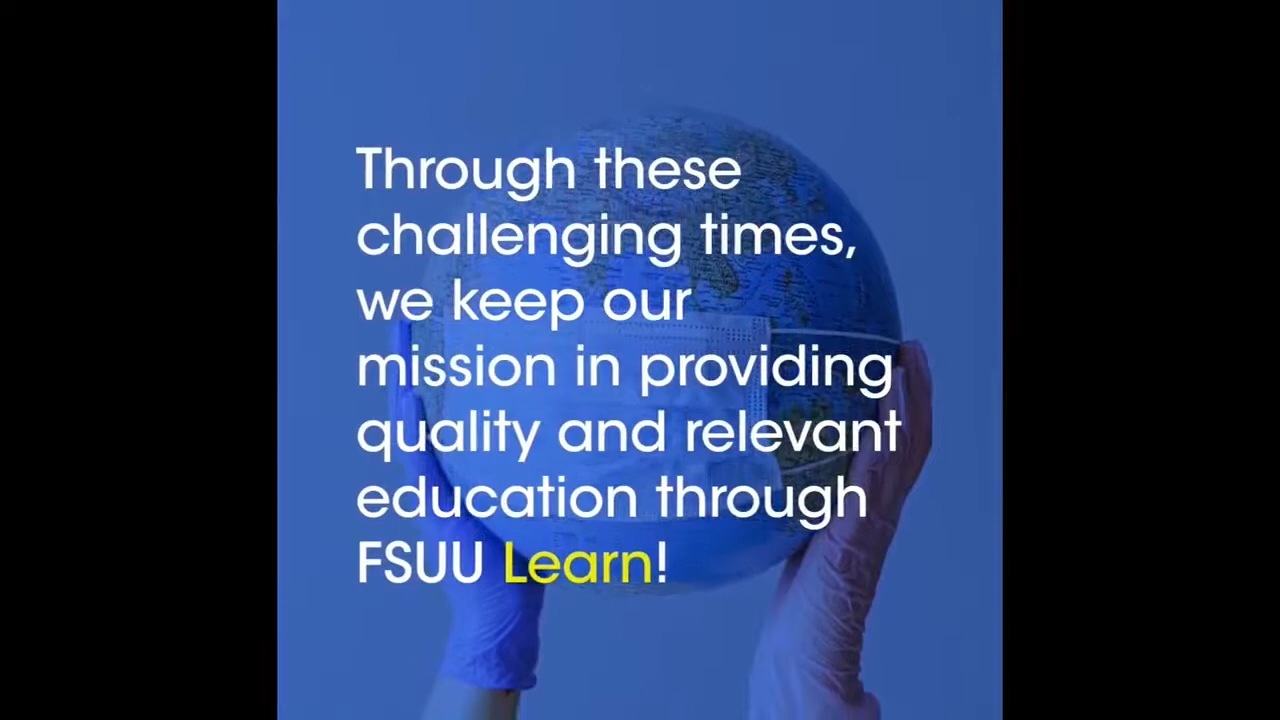 Through these
challenging times,
we keep our
mission in providing
quality and relevant
education through
FSUU Learn!